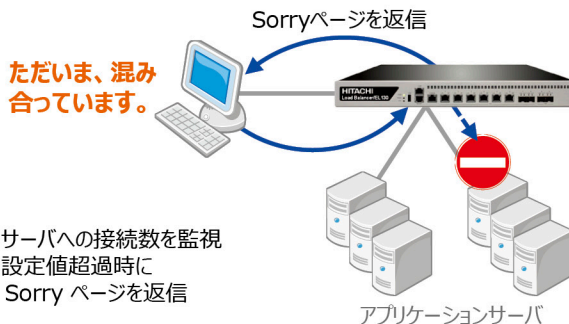 Sorryページを返信
ただいま、混み
合っています。
HITACHI
Load Balancer/EL130
サーバへの接続数を監視
設定値超過時に
Sorry ページを返信
アプリケーションサーバ